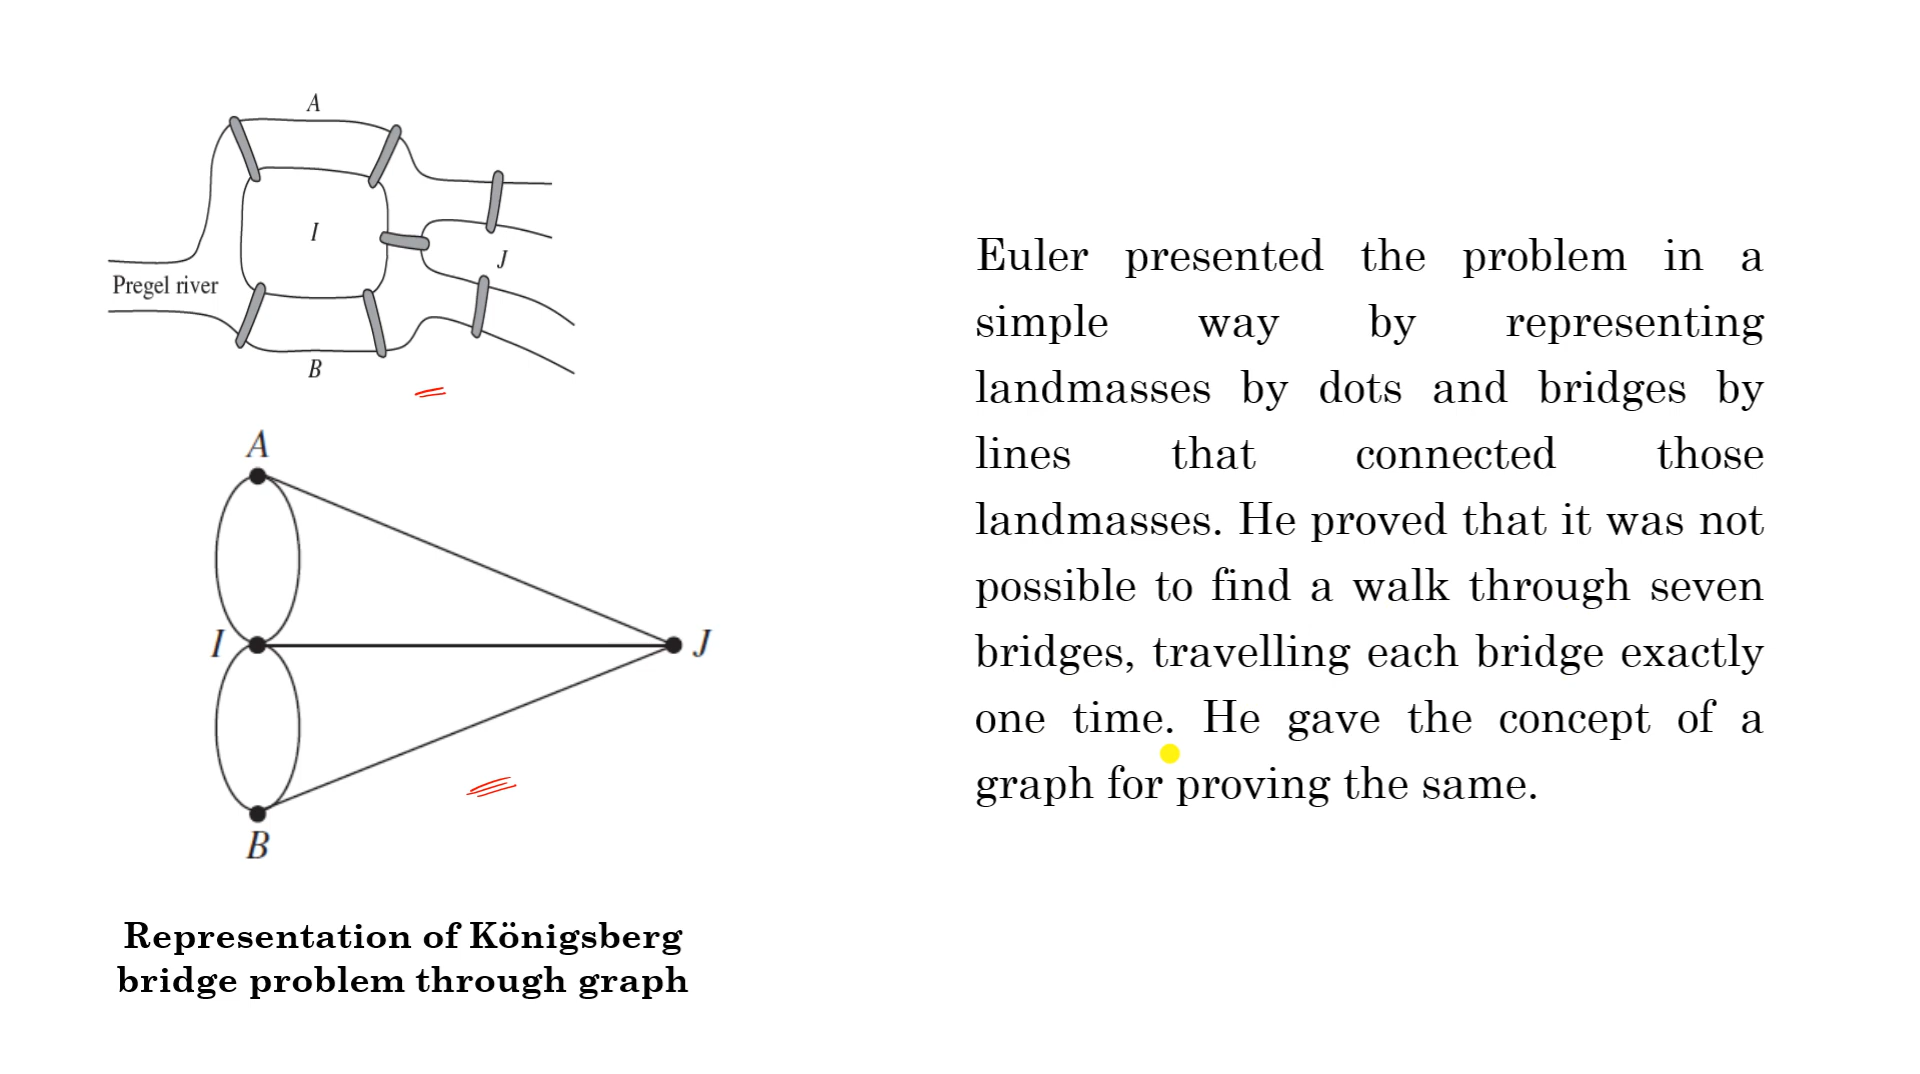 A
I
J
Pregel river
B
A
I
J
B
Representation of Königsberg
bridge problem through graph
Euler presented the problem in a
simple way by representing
landmasses by dots and bridges by
lines that connected those
landmasses. He proved that it was not
possible to find a walk through seven
bridges, travelling each bridge exactly
one time. He gave the concept of a
graph for proving the same.